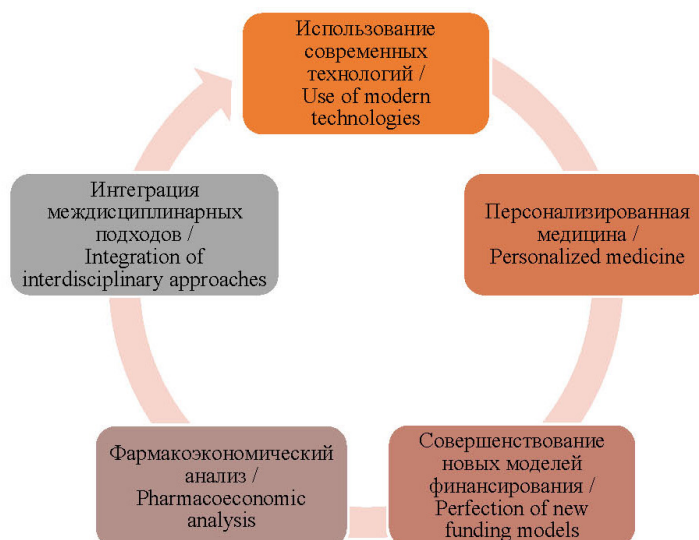 Использование
современных
технологий /
Use of modern
technologies
Персонализированная
медицина /
Personalized medicine
Совершенствование
новых моделей
финансирования /
Perfection of new
funding models
Фармакоэкономический
анализ /
Pharmacoeconomic
analysis
Интеграция
междисциплинарных
подходов /
Integration of
interdisciplinary approaches